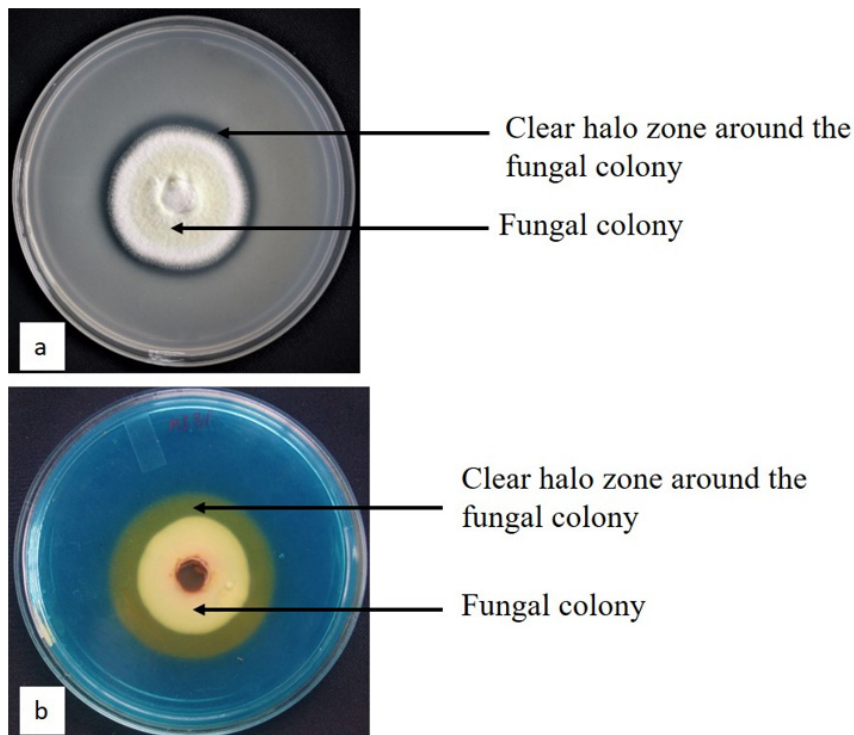 Clear halo zone around the
fungal colony
Fungal colony
a
Clear halo zone around the
fungal colony
Fungal colony
b